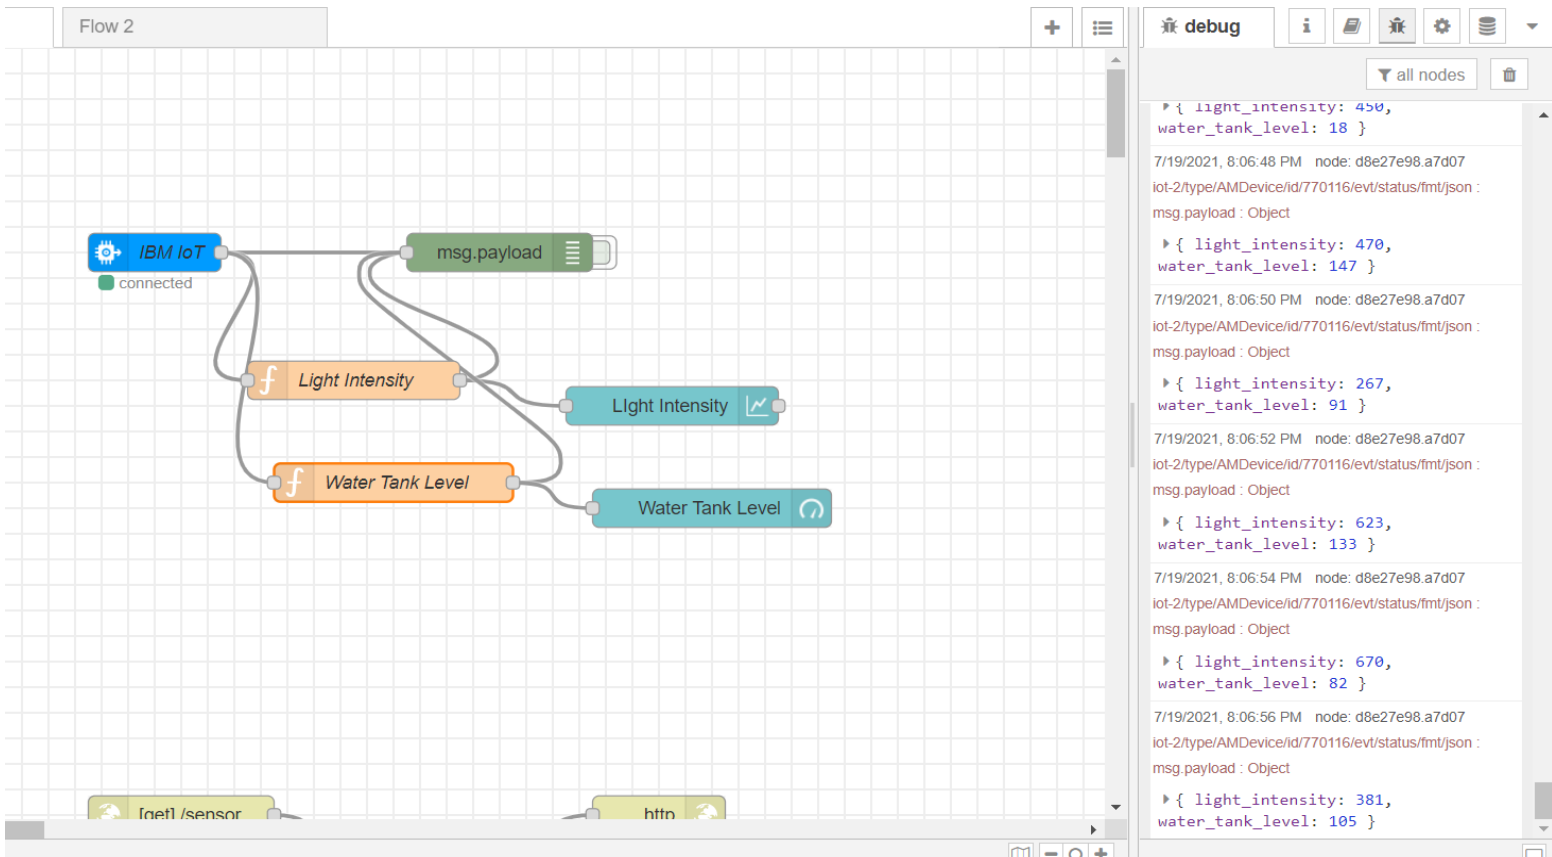 Flow 2
debug
i
all nodes
{ light_intensity: 450,
water_tank_level: 18 }
7/19/2021, 8:06:48 PM node: d8e27e98.a7d07
iot-2/type/AMDevice/id/770116/evt/status/fmt/json :
msg.payload : Object
{ light_intensity: 470,
water_tank_level: 147 }
7/19/2021, 8:06:50 PM node: d8e27e98.a7d07
iot-2/type/AMDevice/id/770116/evt/status/fmt/json :
msg.payload : Object
{ light_intensity: 267,
water_tank_level: 91 }
7/19/2021, 8:06:52 PM node: d8e27e98.a7d07
iot-2/type/AMDevice/id/770116/evt/status/fmt/json :
msg.payload : Object
{ light_intensity: 623,
water_tank_level: 133 }
7/19/2021, 8:06:54 PM node: d8e27e98.a7d07
iot-2/type/AMDevice/id/770116/evt/status/fmt/json :
msg.payload : Object
{ light_intensity: 670,
water_tank_level: 82 }
7/19/2021, 8:06:56 PM node: d8e27e98.a7d07
iot-2/type/AMDevice/id/770116/evt/status/fmt/json :
msg.payload : Object
{ light_intensity: 381,
water_tank_level: 105 }
IBM IoT
connected
msg.payload
Light Intensity
LIght Intensity
Water Tank Level
Water Tank Level
[get] /sensor
http